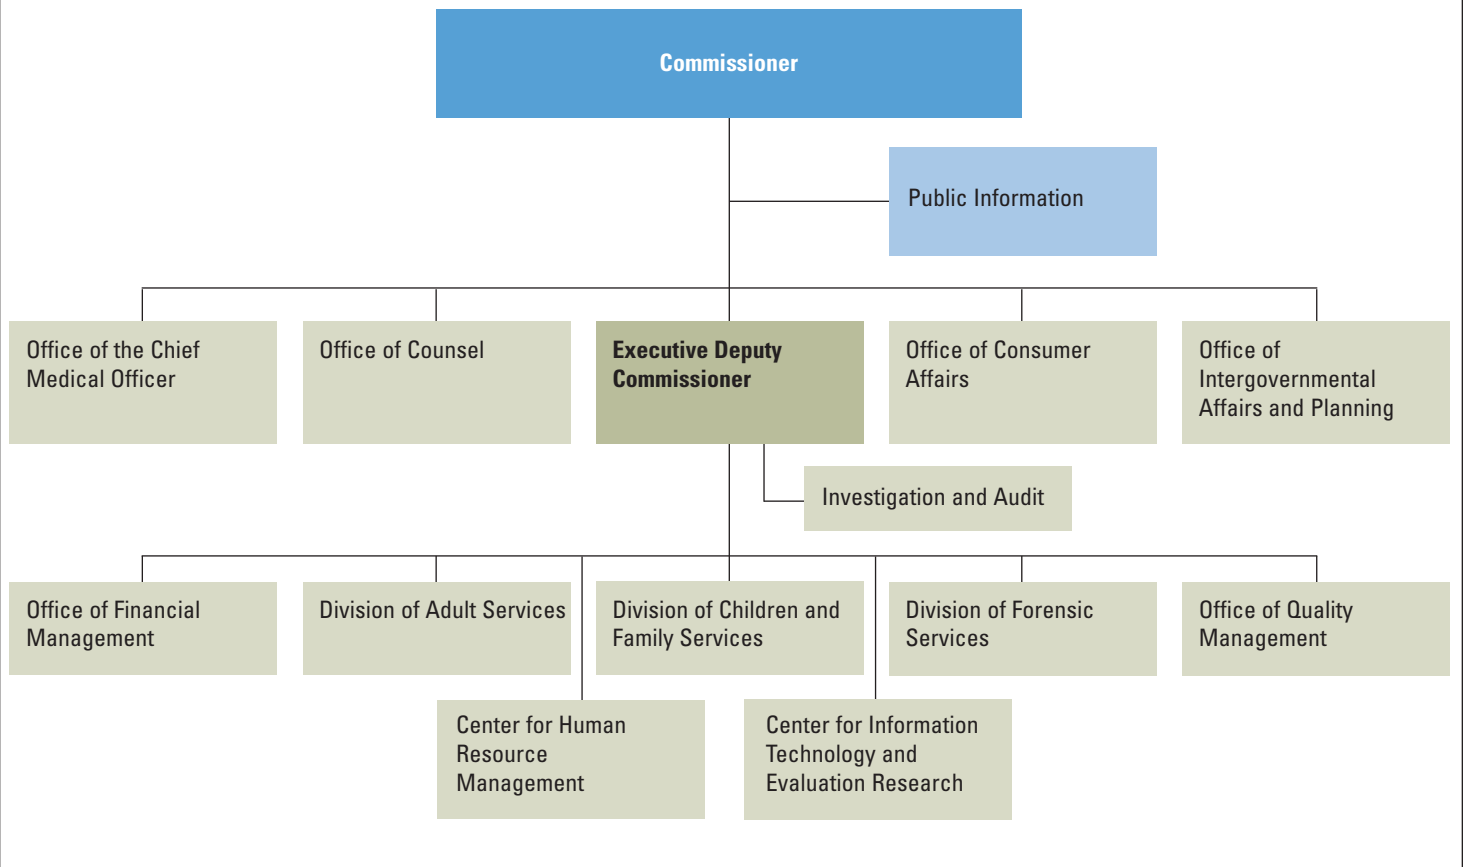 Commissioner
Public Information
Office of the Chief
Medical Officer
Office of Counsel
Executive Deputy
Commissioner
Office of Consumer
Affairs
Office of
Intergovernmental
Affairs and Planning
Investigation and Audit
Office of Financial
Management
Division of Adult Services
Division of Children and
Family Services
Division of Forensic
Services
Office of Quality
Management
Center for Human
Resource
Management
Center for Information
Technology and
Evaluation Research